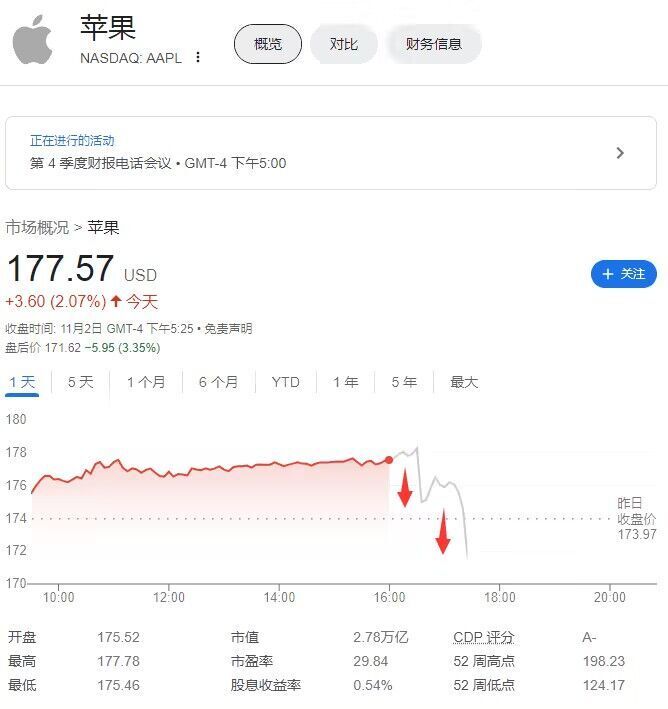 苹果
NASDAQ: AAPL
概览 对比 财务信息
正在进行的活动
第 4 季度财报电话会议 • GMT-4 下午5:00
市场概况 > 苹果
177.57 USD
+ 关注
+3.60 (2.07%) 今天
收盘时间: 11月2日 GMT-4 下午5:25 • 免责声明
盘后价 171.62 −5.95 (3.35%)
1 天 5 天 1 个月 6 个月 YTD 1 年 5 年 最大
180
178
176
174
172
170
昨日
收盘价
173.97
10:00 12:00 14:00 16:00 18:00 20:00
开盘 175.52 市值 2.78万亿 CDP 评分 A-
最高 177.78 市盈率 29.84 52 周高点 198.23
最低 175.46 股息收益率 0.54% 52 周低点 124.17